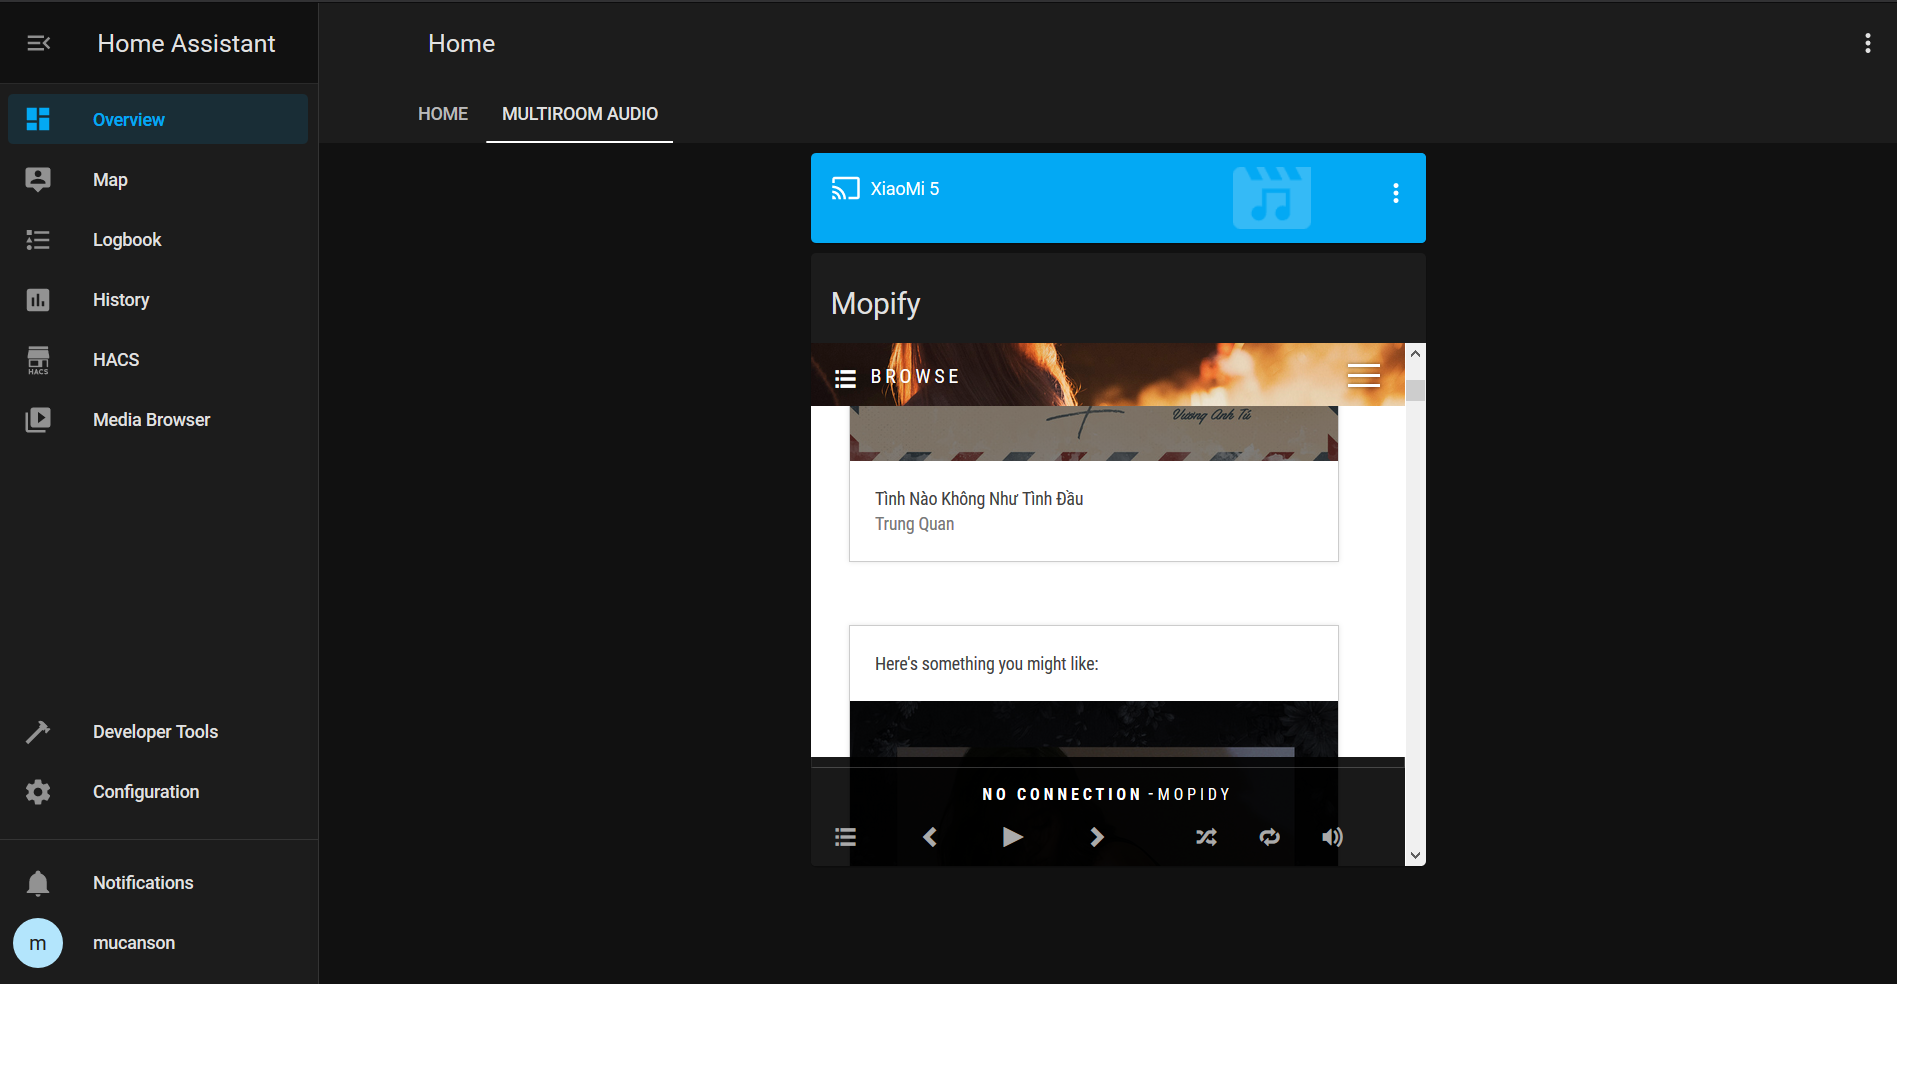 Home Assistant
Overview
Map
Logbook
History
HACS
HACS
Media Browser
Developer Tools
Configuration
Notifications
m
mucanson
Home
HOME
MULTIROOM AUDIO
XiaoMi 5
Mopify
BROWSE
Vương Anh Tú
Tình Nào Không Như Tình Đầu
Trung Quan
Here's something you might like:
NO CONNECTION -MOPIDY